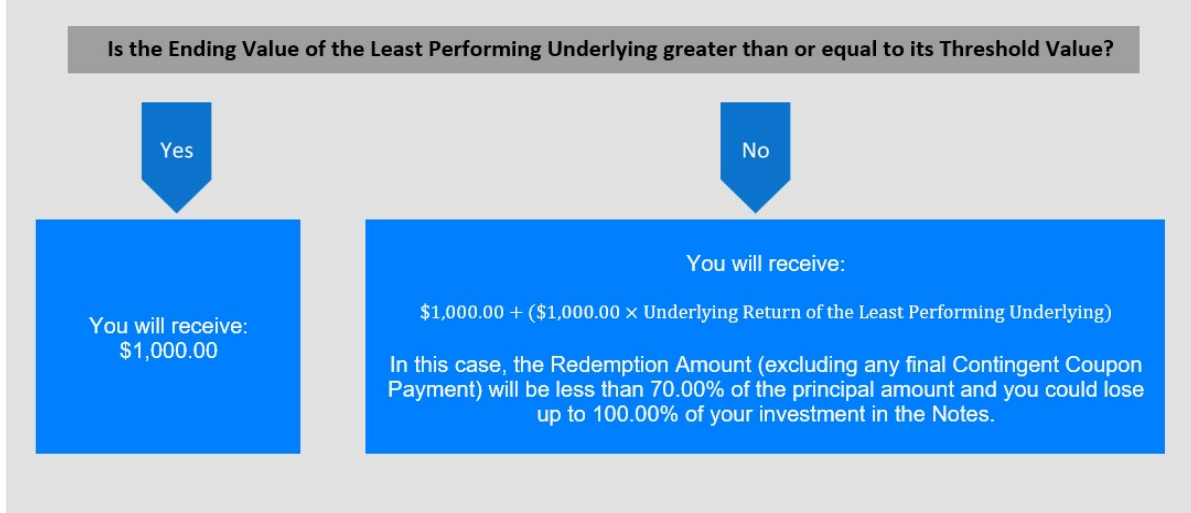 Is the Ending Value of the Least Performing Underlying greater than or equal to its Threshold Value?
Yes
No
You will receive:
$1,000.00
You will receive:
$1,000.00 + ($1,000.00 × Underlying Return of the Least Performing Underlying)
In this case, the Redemption Amount (excluding any final Contingent Coupon
Payment) will be less than 70.00% of the principal amount and you could lose
up to 100.00% of your investment in the Notes.